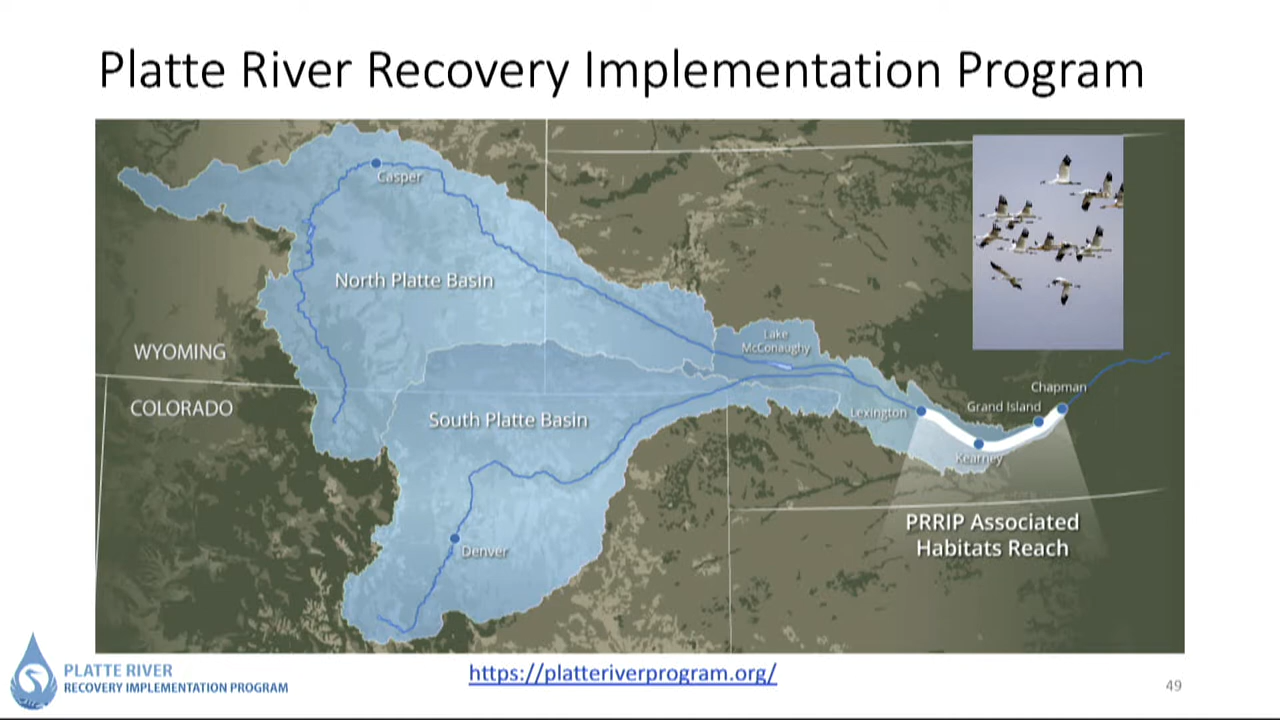 Platte River Recovery Implementation Program
Casper
North Platte Basin
Lake
McConaughy
WYOMING
COLORADO
Chapman
Grand Island
Lexington
South Platte Basin
Kearney
PRRIP Associated
Habitats Reach
Denver
PLATTE RIVER
RECOVERY IMPLEMENTATION PROGRAM
https://platteriverprogram.org/
49